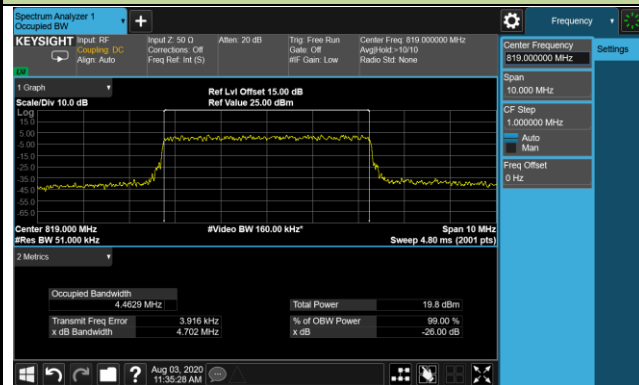 Spectrum Analyzer 1
Occupied BW
Frequency
KEYSIGHT
Input: RF
Coupling: DC
Align: Auto
Input Z: 50 Ω
Corrections: Off
Freq Ref: Int (S)
Atten: 20 dB
Trig: Free Run
Gate: Off
#IF Gain: Low
Center Freq: 819.000000 MHz
Avg|Hold:>10/10
Radio Std: None
Center Frequency
819.000000 MHz
Settings
Span
10.000 MHz
CF Step
1.000000 MHz
Auto
Man
Freq Offset
0 Hz
1 Graph
Scale/Div 10.0 dB
Ref Lvl Offset 15.00 dB
Ref Value 25.00 dBm
Log
15.0
5.00
-5.00
-15.0
-25.0
-35.0
-45.0
-55.0
-65.0
Center 819.000 MHz
#Res BW 51.000 kHz
#Video BW 160.00 kHz*
Span 10 MHz
Sweep 4.80 ms (2001 pts)
2 Metrics
Occupied Bandwidth
4.4629 MHz
Total Power
19.8 dBm
Transmit Freq Error
3.916 kHz
% of OBW Power
99.00 %
x dB Bandwidth
4.702 MHz
x dB
-26.00 dB
Aug 03, 2020
11:35:28 AM